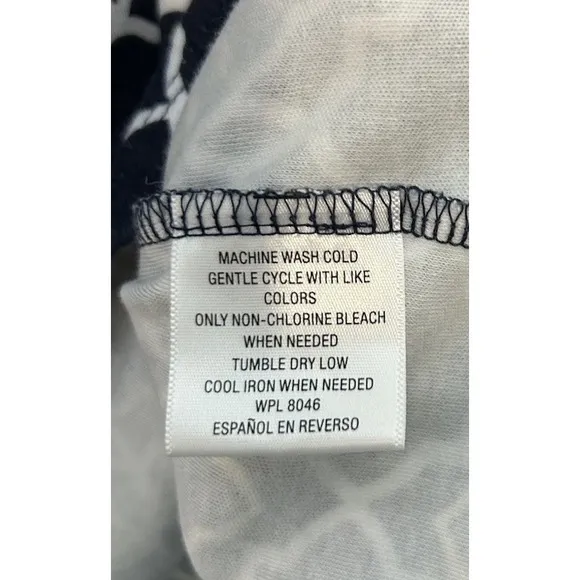 MACHINE WASH COLD
GENTLE CYCLE WITH LIKE
COLORS
ONLY NON-CHLORINE BLEACH
WHEN NEEDED
TUMBLE DRY LOW
COOL IRON WHEN NEEDED
WPL 8046
ESPAÑOL EN REVERSO